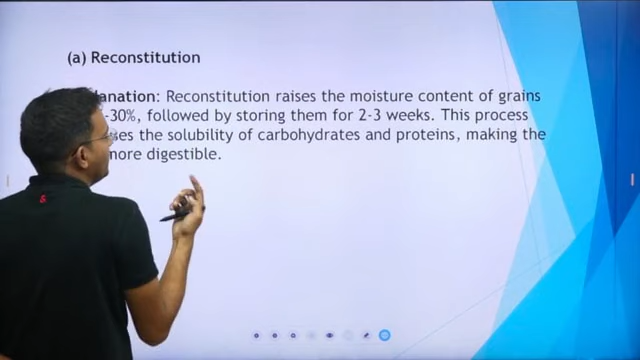 (a) Reconstitution
lanation: Reconstitution raises the moisture content of grains
-30%, followed by storing them for 2-3 weeks. This process
es the solubility of carbohydrates and proteins, making the
more digestible.